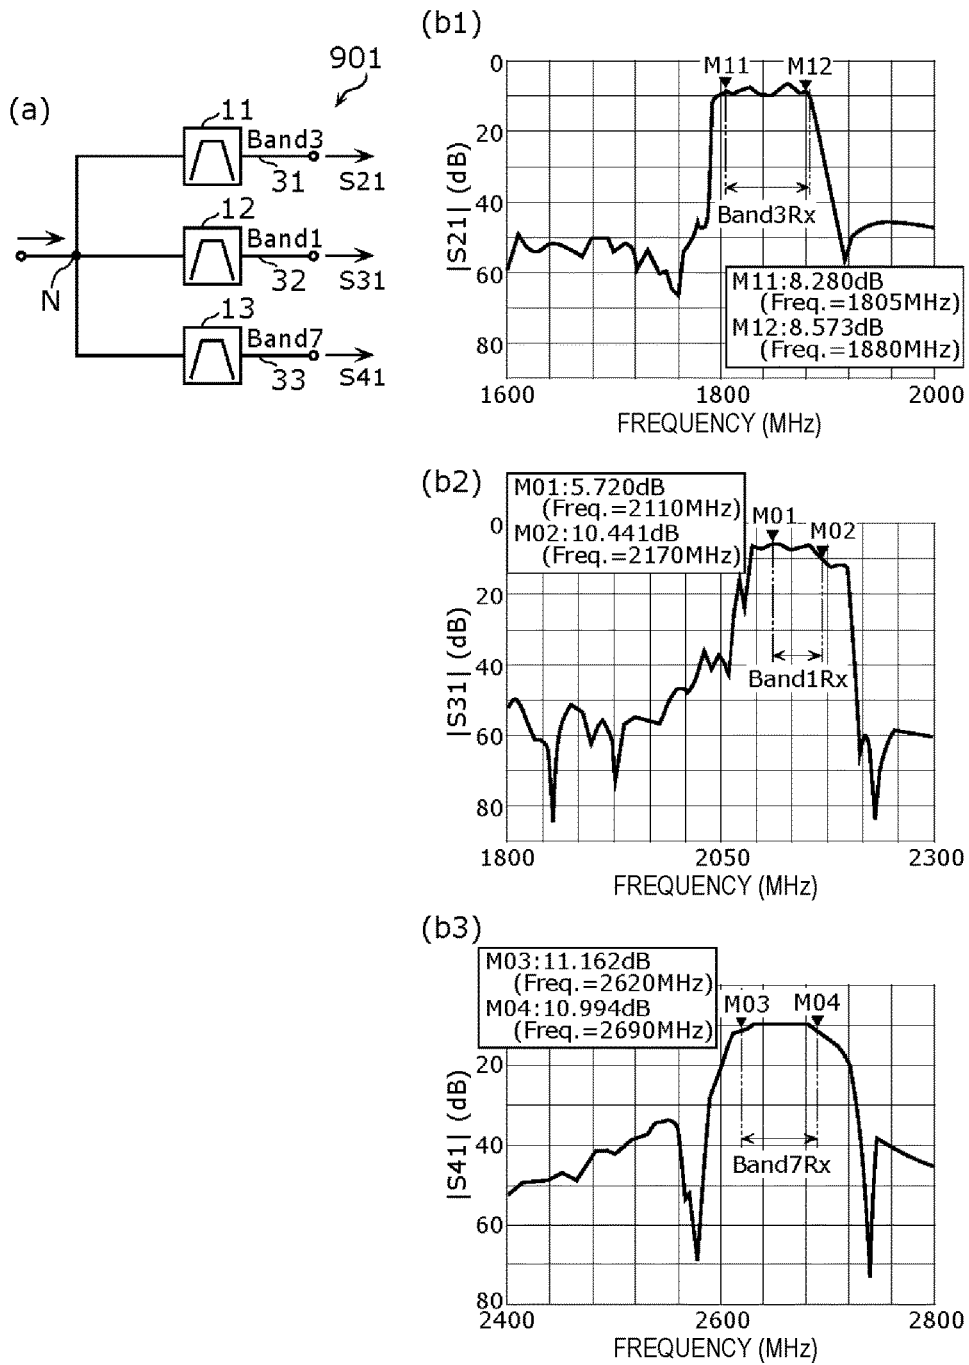 (a)
901
11
Band3
31
S21
12
Band1
32
S31
N
13
Band7
33
S41
(b1)
M11 M12
0
20
40
60
80
|S21| (dB)
Band3Rx
M11:8.280dB
(Freq.=1805MHz)
M12:8.573dB
(Freq.=1880MHz)
1600 1800 2000
FREQUENCY (MHz)
(b2)
M01:5.720dB
(Freq.=2110MHz)
M02:10.441dB
(Freq.=2170MHz)
M01
M02
0
20
40
60
80
|S31| (dB)
Band1Rx
1800 2050 2300
FREQUENCY (MHz)
(b3)
M03:11.162dB
(Freq.=2620MHz)
M04:10.994dB
(Freq.=2690MHz)
M03 M04
20
40
60
80
|S41| (dB)
Band7Rx
2400 2600 2800
FREQUENCY (MHz)